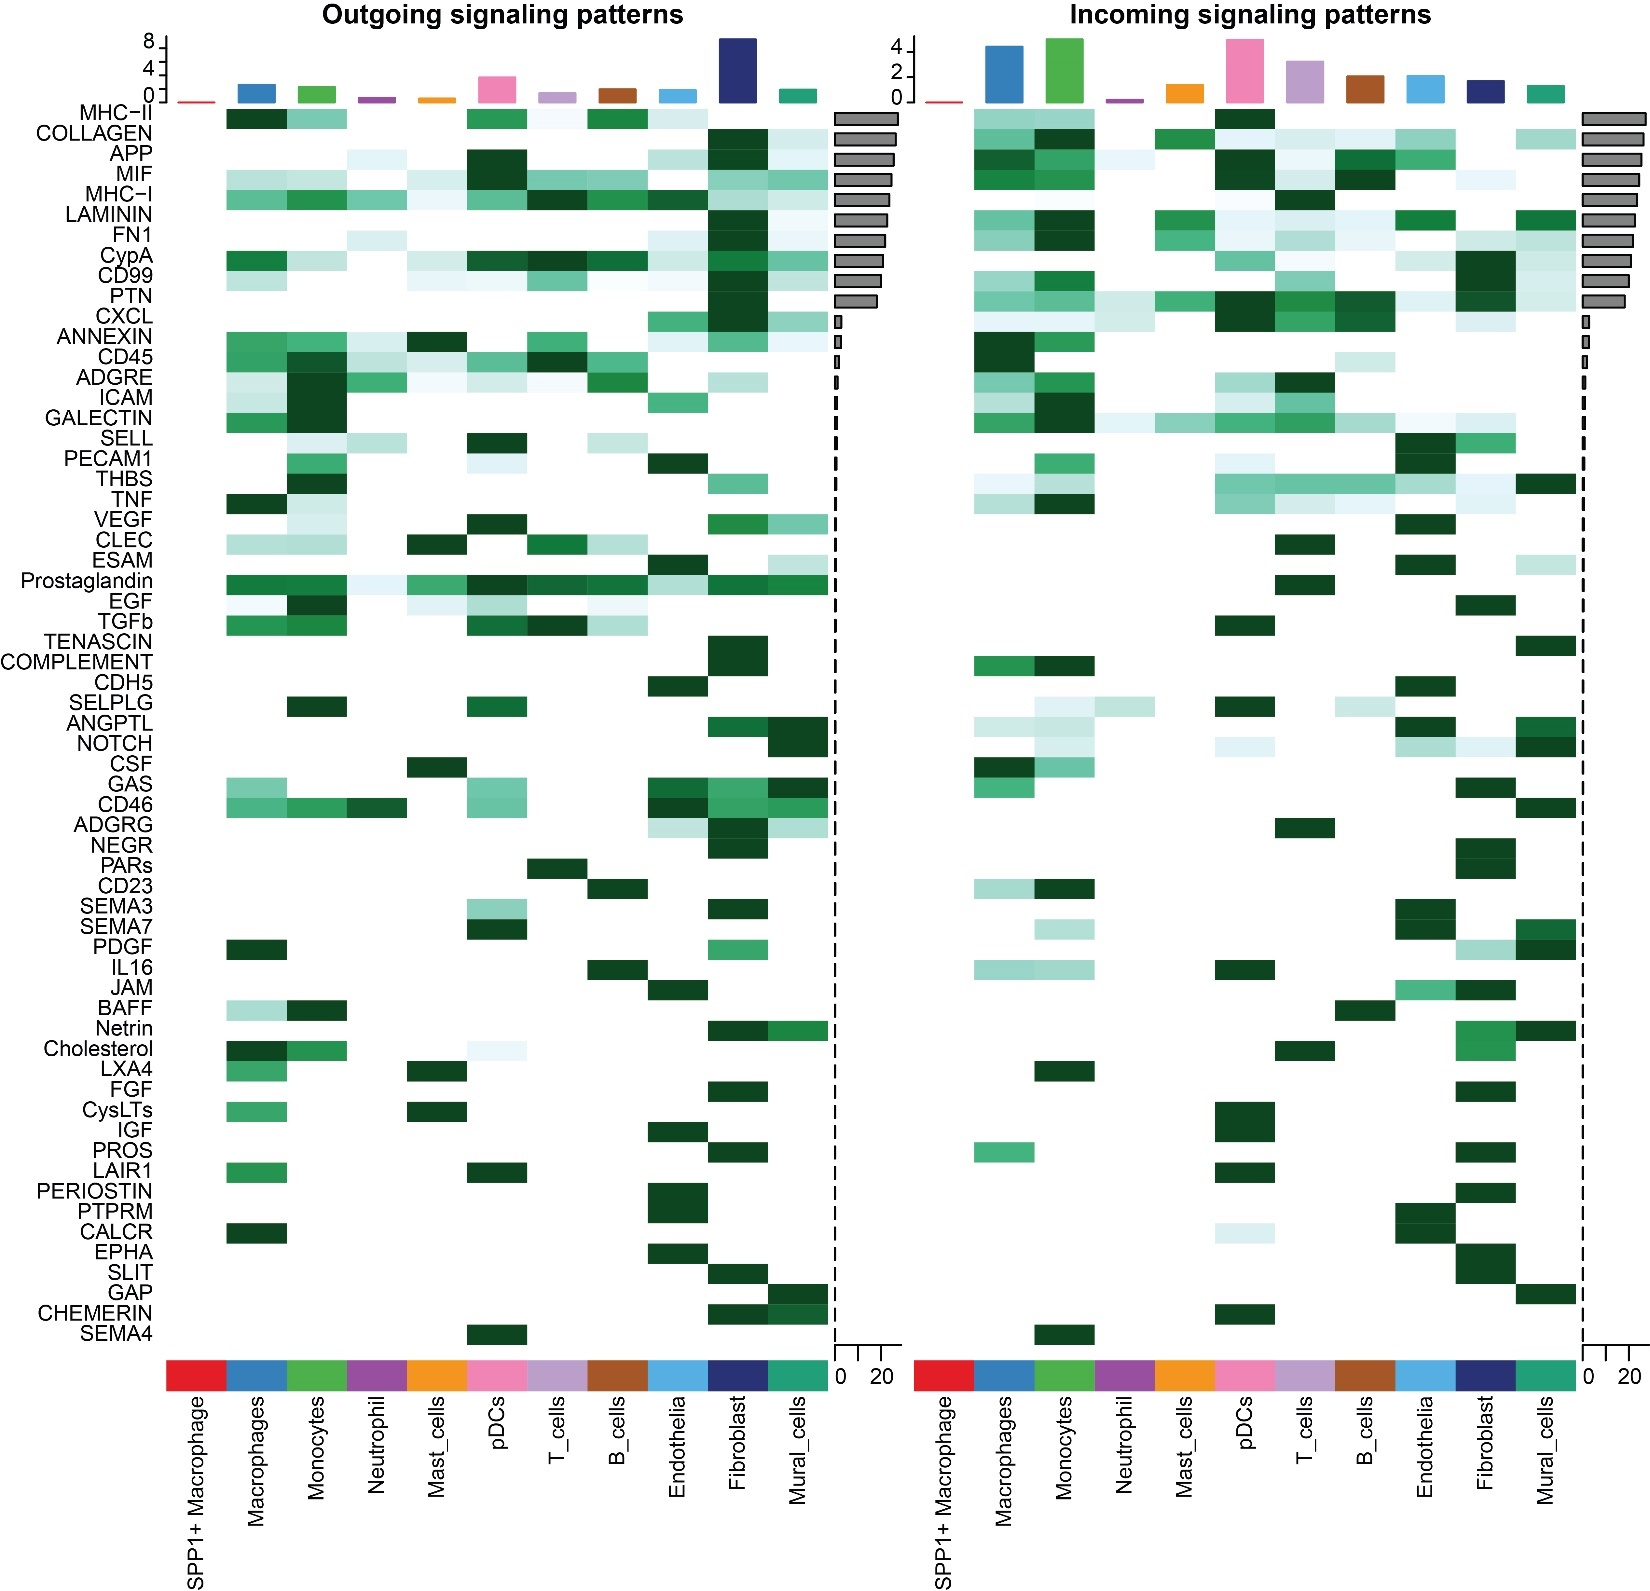 Outgoing signaling patterns
Incoming signaling patterns
8
4
0
4
2
0
MHC−II
COLLAGEN
APP
MIF
MHC−I
LAMININ
FN1
CypA
CD99
PTN
CXCL
ANNEXIN
CD45
ADGRE
ICAM
GALECTIN
SELL
PECAM1
THBS
TNF
VEGF
CLEC
ESAM
Prostaglandin
EGF
TGFb
TENASCIN
COMPLEMENT
CDH5
SELPLG
ANGPTL
NOTCH
CSF
GAS
CD46
ADGRG
NEGR
PARs
CD23
SEMA3
SEMA7
PDGF
IL16
JAM
BAFF
Netrin
Cholesterol
LXA4
FGF
CysLTs
IGF
PROS
LAIR1
PERIOSTIN
PTPRM
CALCR
EPHA
SLIT
GAP
CHEMERIN
SEMA4
0 20
0 20
SPP1+ Macrophage
Macrophages
Monocytes
Neutrophil
Mast_cells
pDCs
T_cells
B_cells
Endothelia
Fibroblast
Mural_cells
SPP1+ Macrophage
Macrophages
Monocytes
Neutrophil
Mast_cells
pDCs
T_cells
B_cells
Endothelia
Fibroblast
Mural_cells